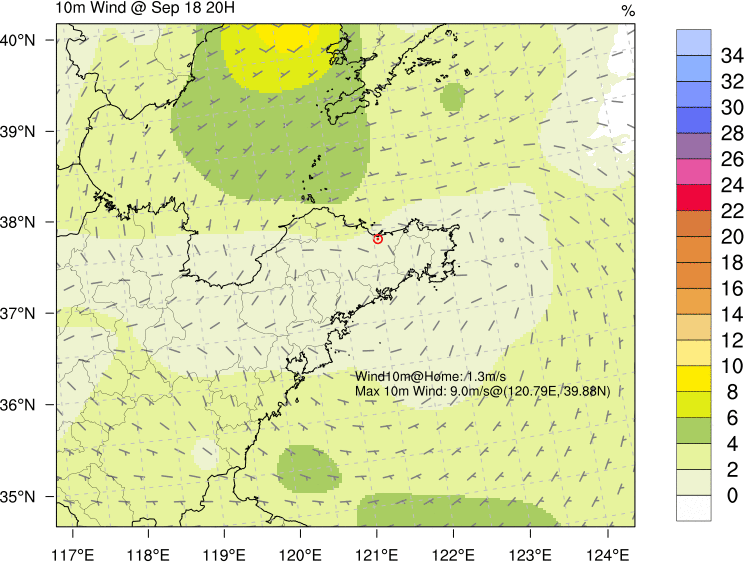 10m Wind @ Sep 18 20H
%
40°N
39°N
38°N
37°N
36°N
35°N
Wind10m@Home: 1.3m/s
Max 10m Wind: 9.0m/s@(120.79E, 39.88N)
117°E 118°E 119°E 120°E 121°E 122°E 123°E 124°E
34
32
30
28
26
24
22
20
18
16
14
12
10
8
6
4
2
0